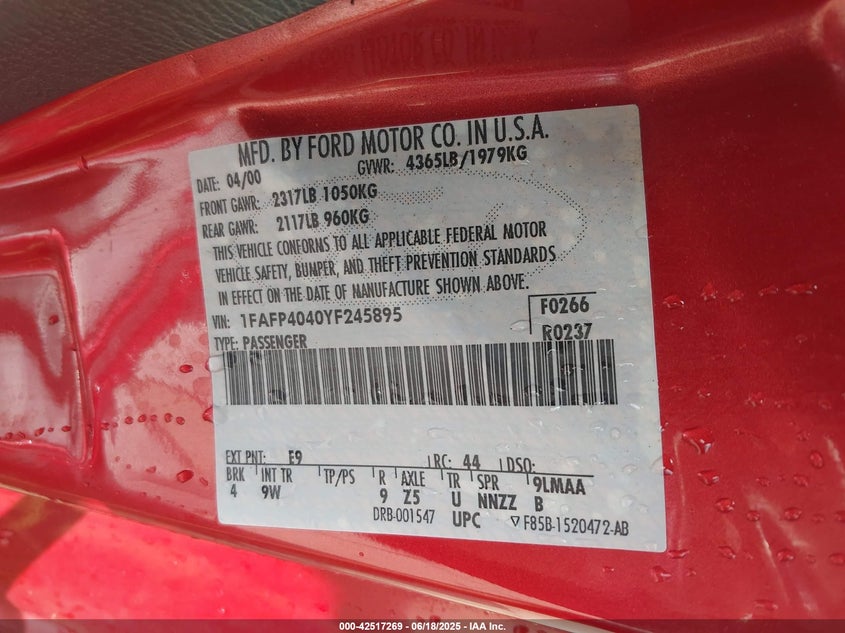 MFD. BY FORD MOTOR CO. IN U.S.A.
DATE: 04/00 GVWR: 4365LB/1979KG
FRONT GAWR: 2317LB 1050KG
REAR GAWR: 2117LB 960KG
THIS VEHICLE CONFORMS TO ALL APPLICABLE FEDERAL MOTOR
VEHICLE SAFETY, BUMPER, AND THEFT PREVENTION STANDARDS
IN EFFECT ON THE DATE OF MANUFACTURE SHOWN ABOVE.
VIN: 1FAFP4040YF245895 F0266
TYPE: PASSENGER R0237
EXT PNT: E9 RC: 44 DSO:
BRK INT TR TP/PS R AXLE TR SPR 9LMAA
4 9W 9 Z5 U NNZZ B
DRB-001547 UPC ▽F85B-1520472-AB
000-42517269 - 06/18/2025 - IAA Inc.